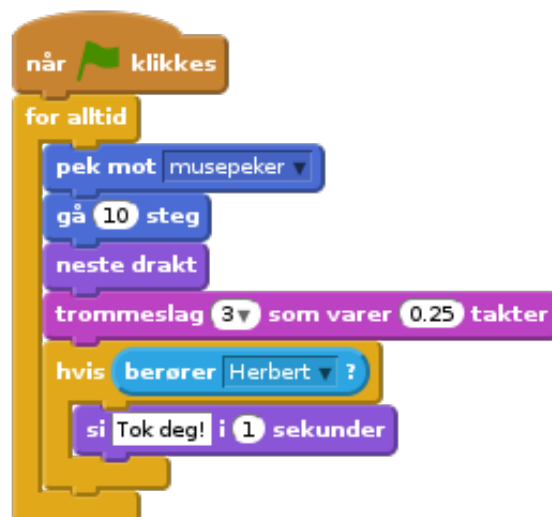 når klikkes
for alltid
pek mot musepeker
gå 10 steg
neste drakt
trommeslag 3 som varer 0.25 takter
hvis berører Herbert ?
si Tok deg! i 1 sekunder